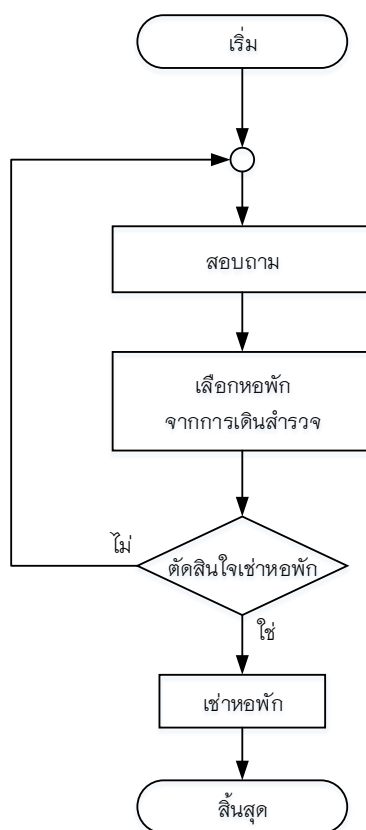 เริ่ม
สอบถาม
เลือกหอพัก
จากการเดินสำรวจ
ไม่
ตัดสินใจเช่าหอพัก
ใช่
เช่าหอพัก
สิ้นสุด